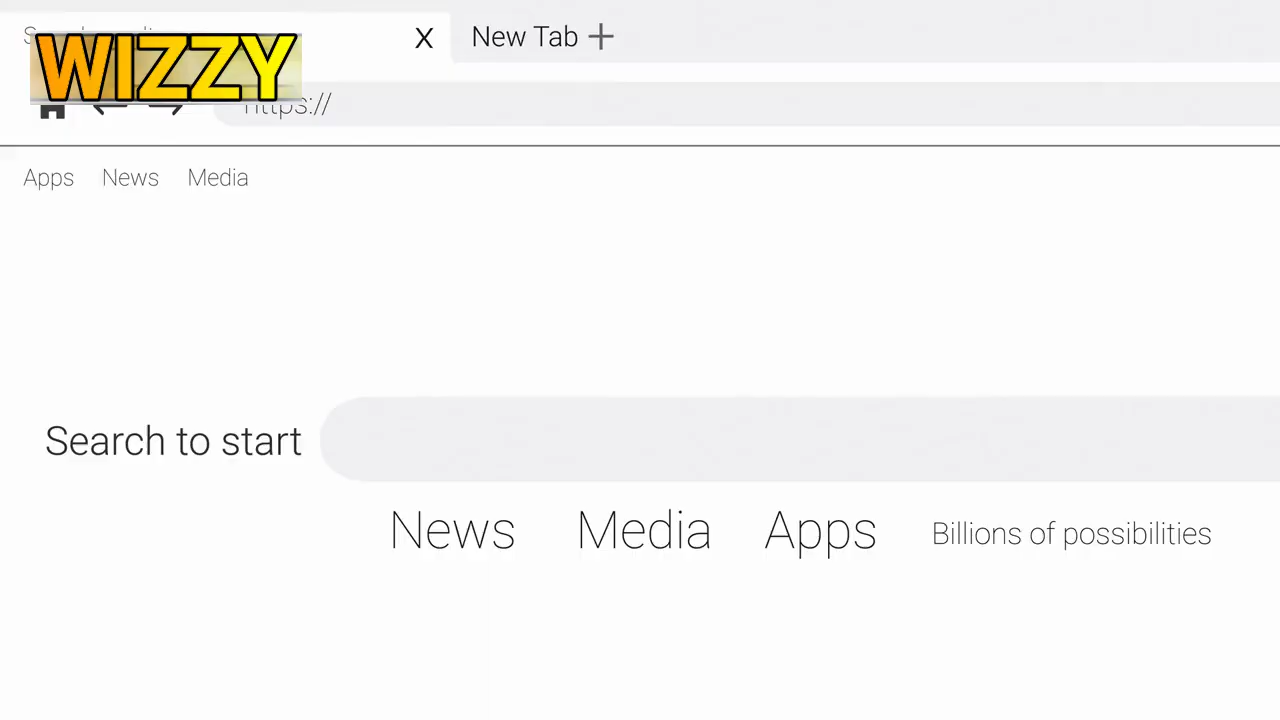 WIZZY
X New Tab +
https://
Apps News Media
Search to start
News Media Apps Billions of possibilities